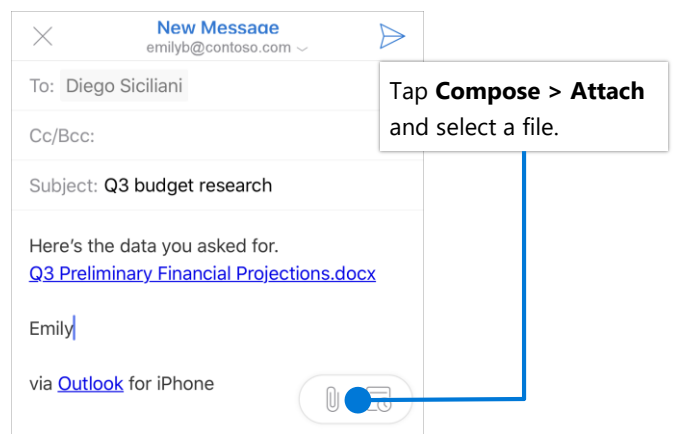 New Message
emilyb@contoso.com
To: Diego Siciliani
Tap Compose > Attach
and select a file.
Cc/Bcc:
Subject: Q3 budget research
Here's the data you asked for.
Q3 Preliminary Financial Projections.docx
Emily
via Outlook for iPhone